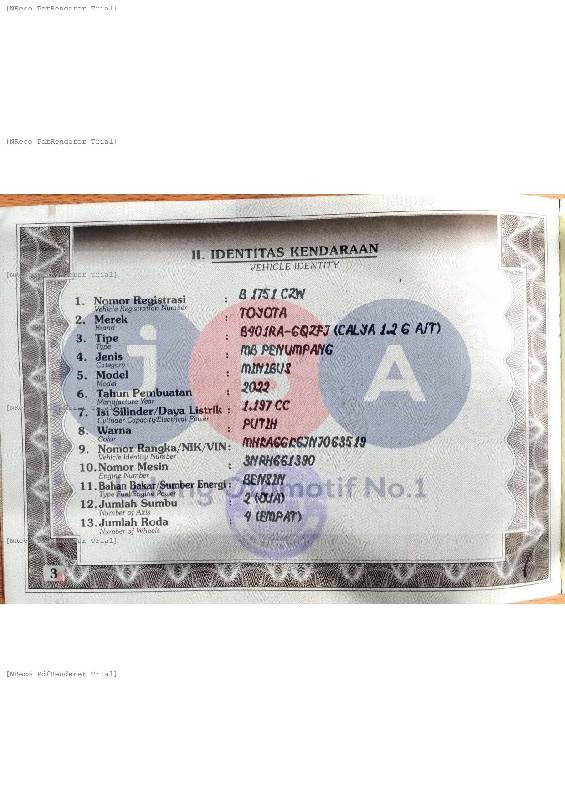 [NReco PdfRenderer Trial]
[NReco PdfRenderer Trial]
II. IDENTITAS KENDARAAN
VEHICLE IDENTITY
1. Nomor Registrasi : B 1751 CZW
Vehicle Registration Number
2. Merek : TOYOTA
Brand
3. Tipe : B401RA-GQZFJ (CALYA 1.2 G A/T)
Type
4. Jenis : MB PENUMPANG
Category
5. Model : MINIBUS
Model
6. Tahun Pembuatan : 2022
Manufacture Year
7. Isi Silinder/Daya Listrik : 1.197 CC
Cylinder Capacity/Electrical Power
8. Warna : PUTIH
Color
9. Nomor Rangka/NIK/VIN :
Vehicle Identity Number
10. Nomor Mesin : 3NRH661390
Engine Number
11. Bahan Bakar/Sumber Energi : BENSIN
Type Fuel/Engine Power
12. Jumlah Sumbu : 2 (DUA)
Number of Axis
13. Jumlah Roda : 4 (EMPAT)
Number of Wheels
iBA
Otomotif No.1
3
[NReco PdfRenderer Trial]